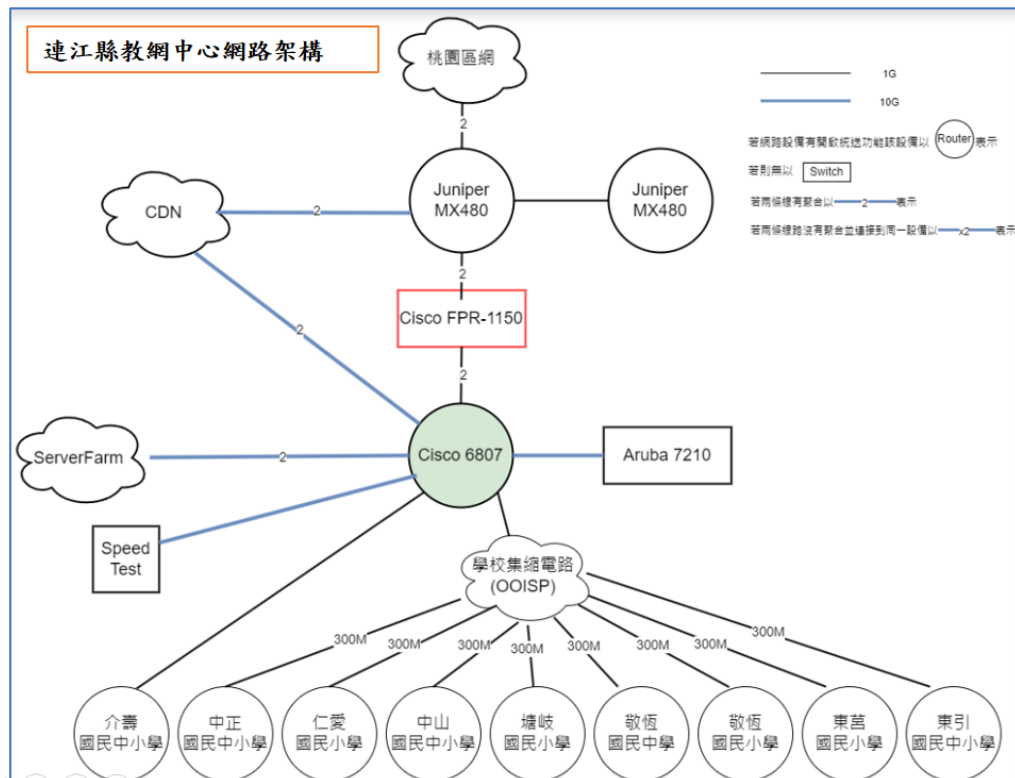 連江縣教網中心網路架構
桃園區網
1G
10G
2
若網路設備有開啟統送功能該設備以 Router 表示
若則無以 Switch
Juniper
MX480
Juniper
MX480
CDN
2
若兩條線有聚合以 2 表示
若兩條線路沒有聚合並連接到同一設備以 x2 表示
2
Cisco FPR-1150
2
2
ServerFarm
2
Cisco 6807
Aruba 7210
Speed
Test
學校集縮電路
(OOISP)
300M
300M
300M
300M
300M
300M
300M
300M
介壽
國民中小學
中正
國民中小學
仁愛
國民小學
中山
國民中學
塘岐
國民小學
敬恆
國民中學
敬恆
國民小學
東莒
國民小學
東引
國民中小學